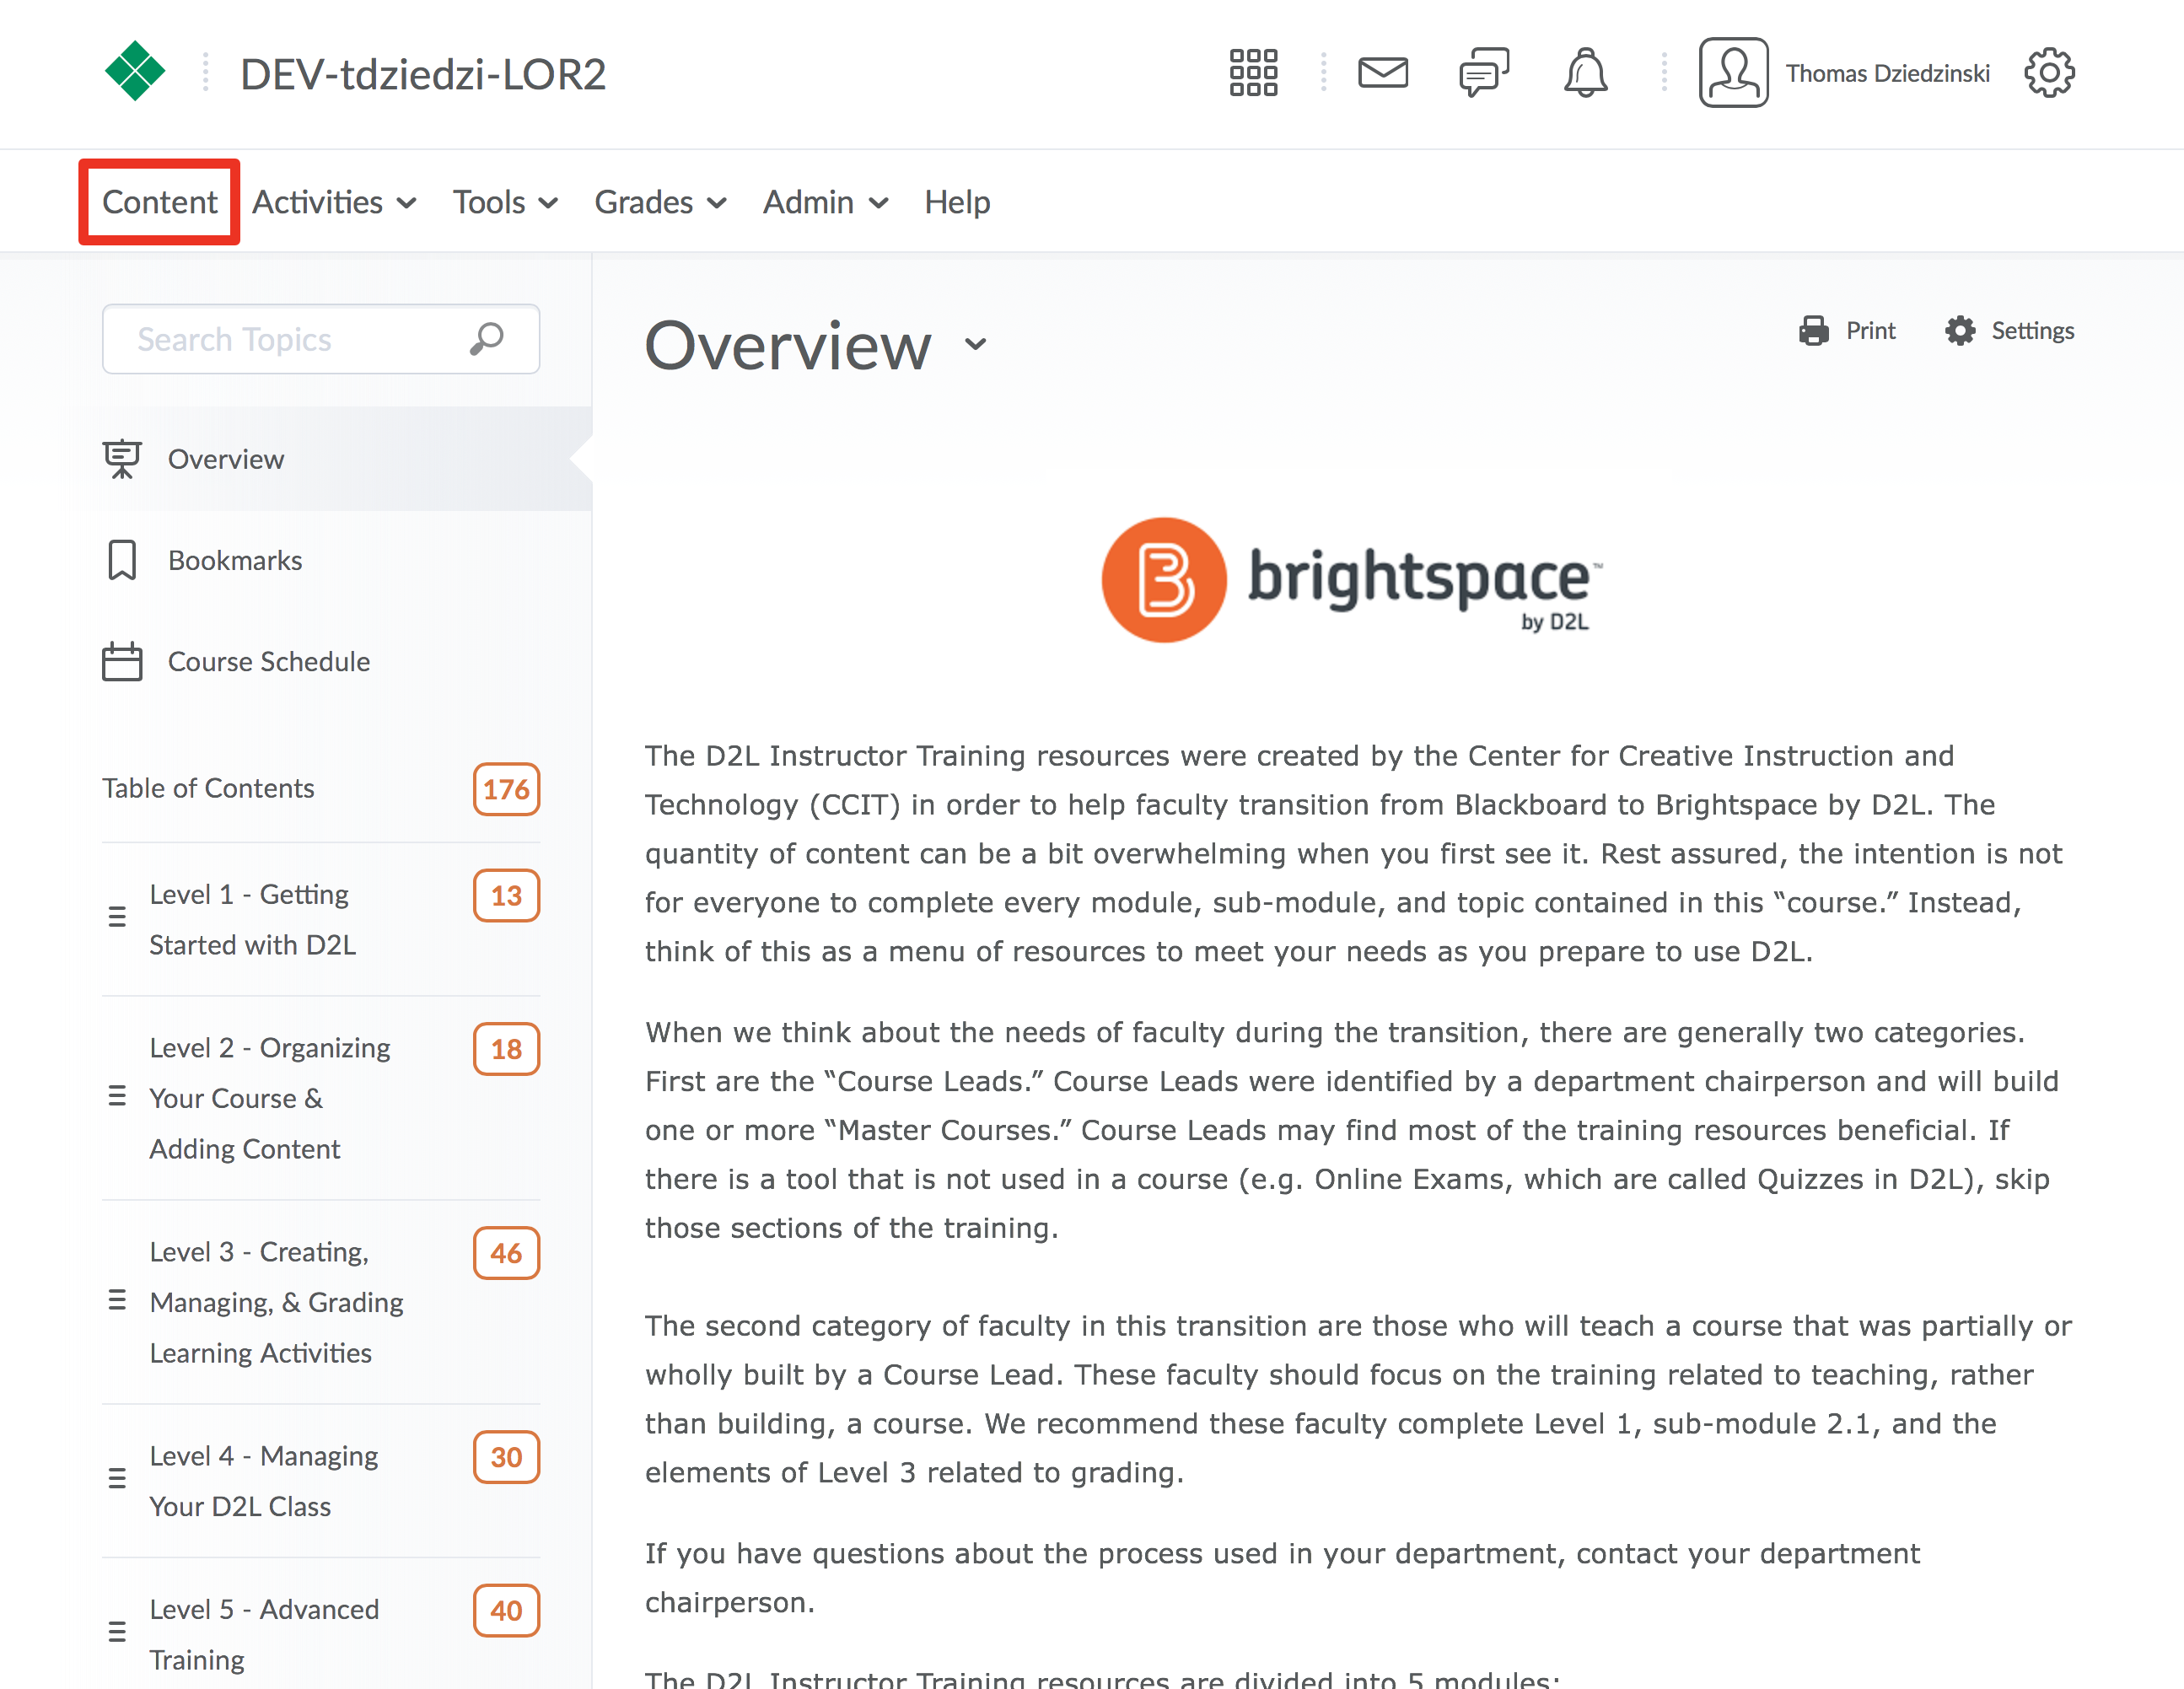 DEV-tdziedzi-LOR2
Thomas Dziedzinski
Content Activities Tools Grades Admin Help
Search Topics
Overview
Bookmarks
Course Schedule
Table of Contents 176
Level 1 - Getting 13
Started with D2L
Level 2 - Organizing 18
Your Course &
Adding Content
Level 3 - Creating, 46
Managing, & Grading
Learning Activities
Level 4 - Managing 30
Your D2L Class
Level 5 - Advanced 40
Training
Overview
Print Settings
brightspace™
by D2L
The D2L Instructor Training resources were created by the Center for Creative Instruction and
Technology (CCIT) in order to help faculty transition from Blackboard to Brightspace by D2L. The
quantity of content can be a bit overwhelming when you first see it. Rest assured, the intention is not
for everyone to complete every module, sub-module, and topic contained in this “course.” Instead,
think of this as a menu of resources to meet your needs as you prepare to use D2L.
When we think about the needs of faculty during the transition, there are generally two categories.
First are the “Course Leads.” Course Leads were identified by a department chairperson and will build
one or more “Master Courses.” Course Leads may find most of the training resources beneficial. If
there is a tool that is not used in a course (e.g. Online Exams, which are called Quizzes in D2L), skip
those sections of the training.
The second category of faculty in this transition are those who will teach a course that was partially or
wholly built by a Course Lead. These faculty should focus on the training related to teaching, rather
than building, a course. We recommend these faculty complete Level 1, sub-module 2.1, and the
elements of Level 3 related to grading.
If you have questions about the process used in your department, contact your department
chairperson.
The D2L Instructor Training resources are divided into 5 modules: